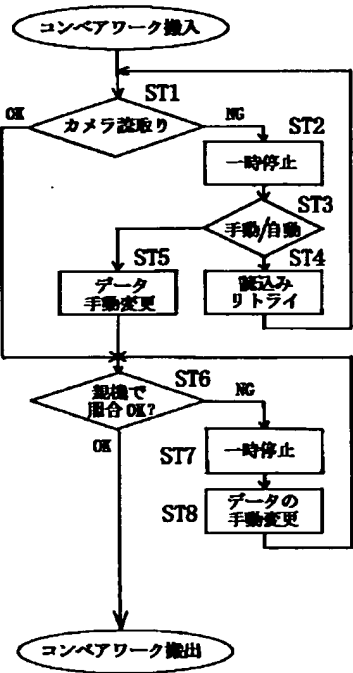 コンベアワーク搬入
ST1
OK
カメラ読取り
NG
ST2
一時停止
ST3
手動/自動
ST5
ST4
データ
手動変更
読込み
リトライ
親機で
照合OK?
ST6
NG
OK
ST7
一時停止
ST8
データの
手動変更
コンベアワーク搬出